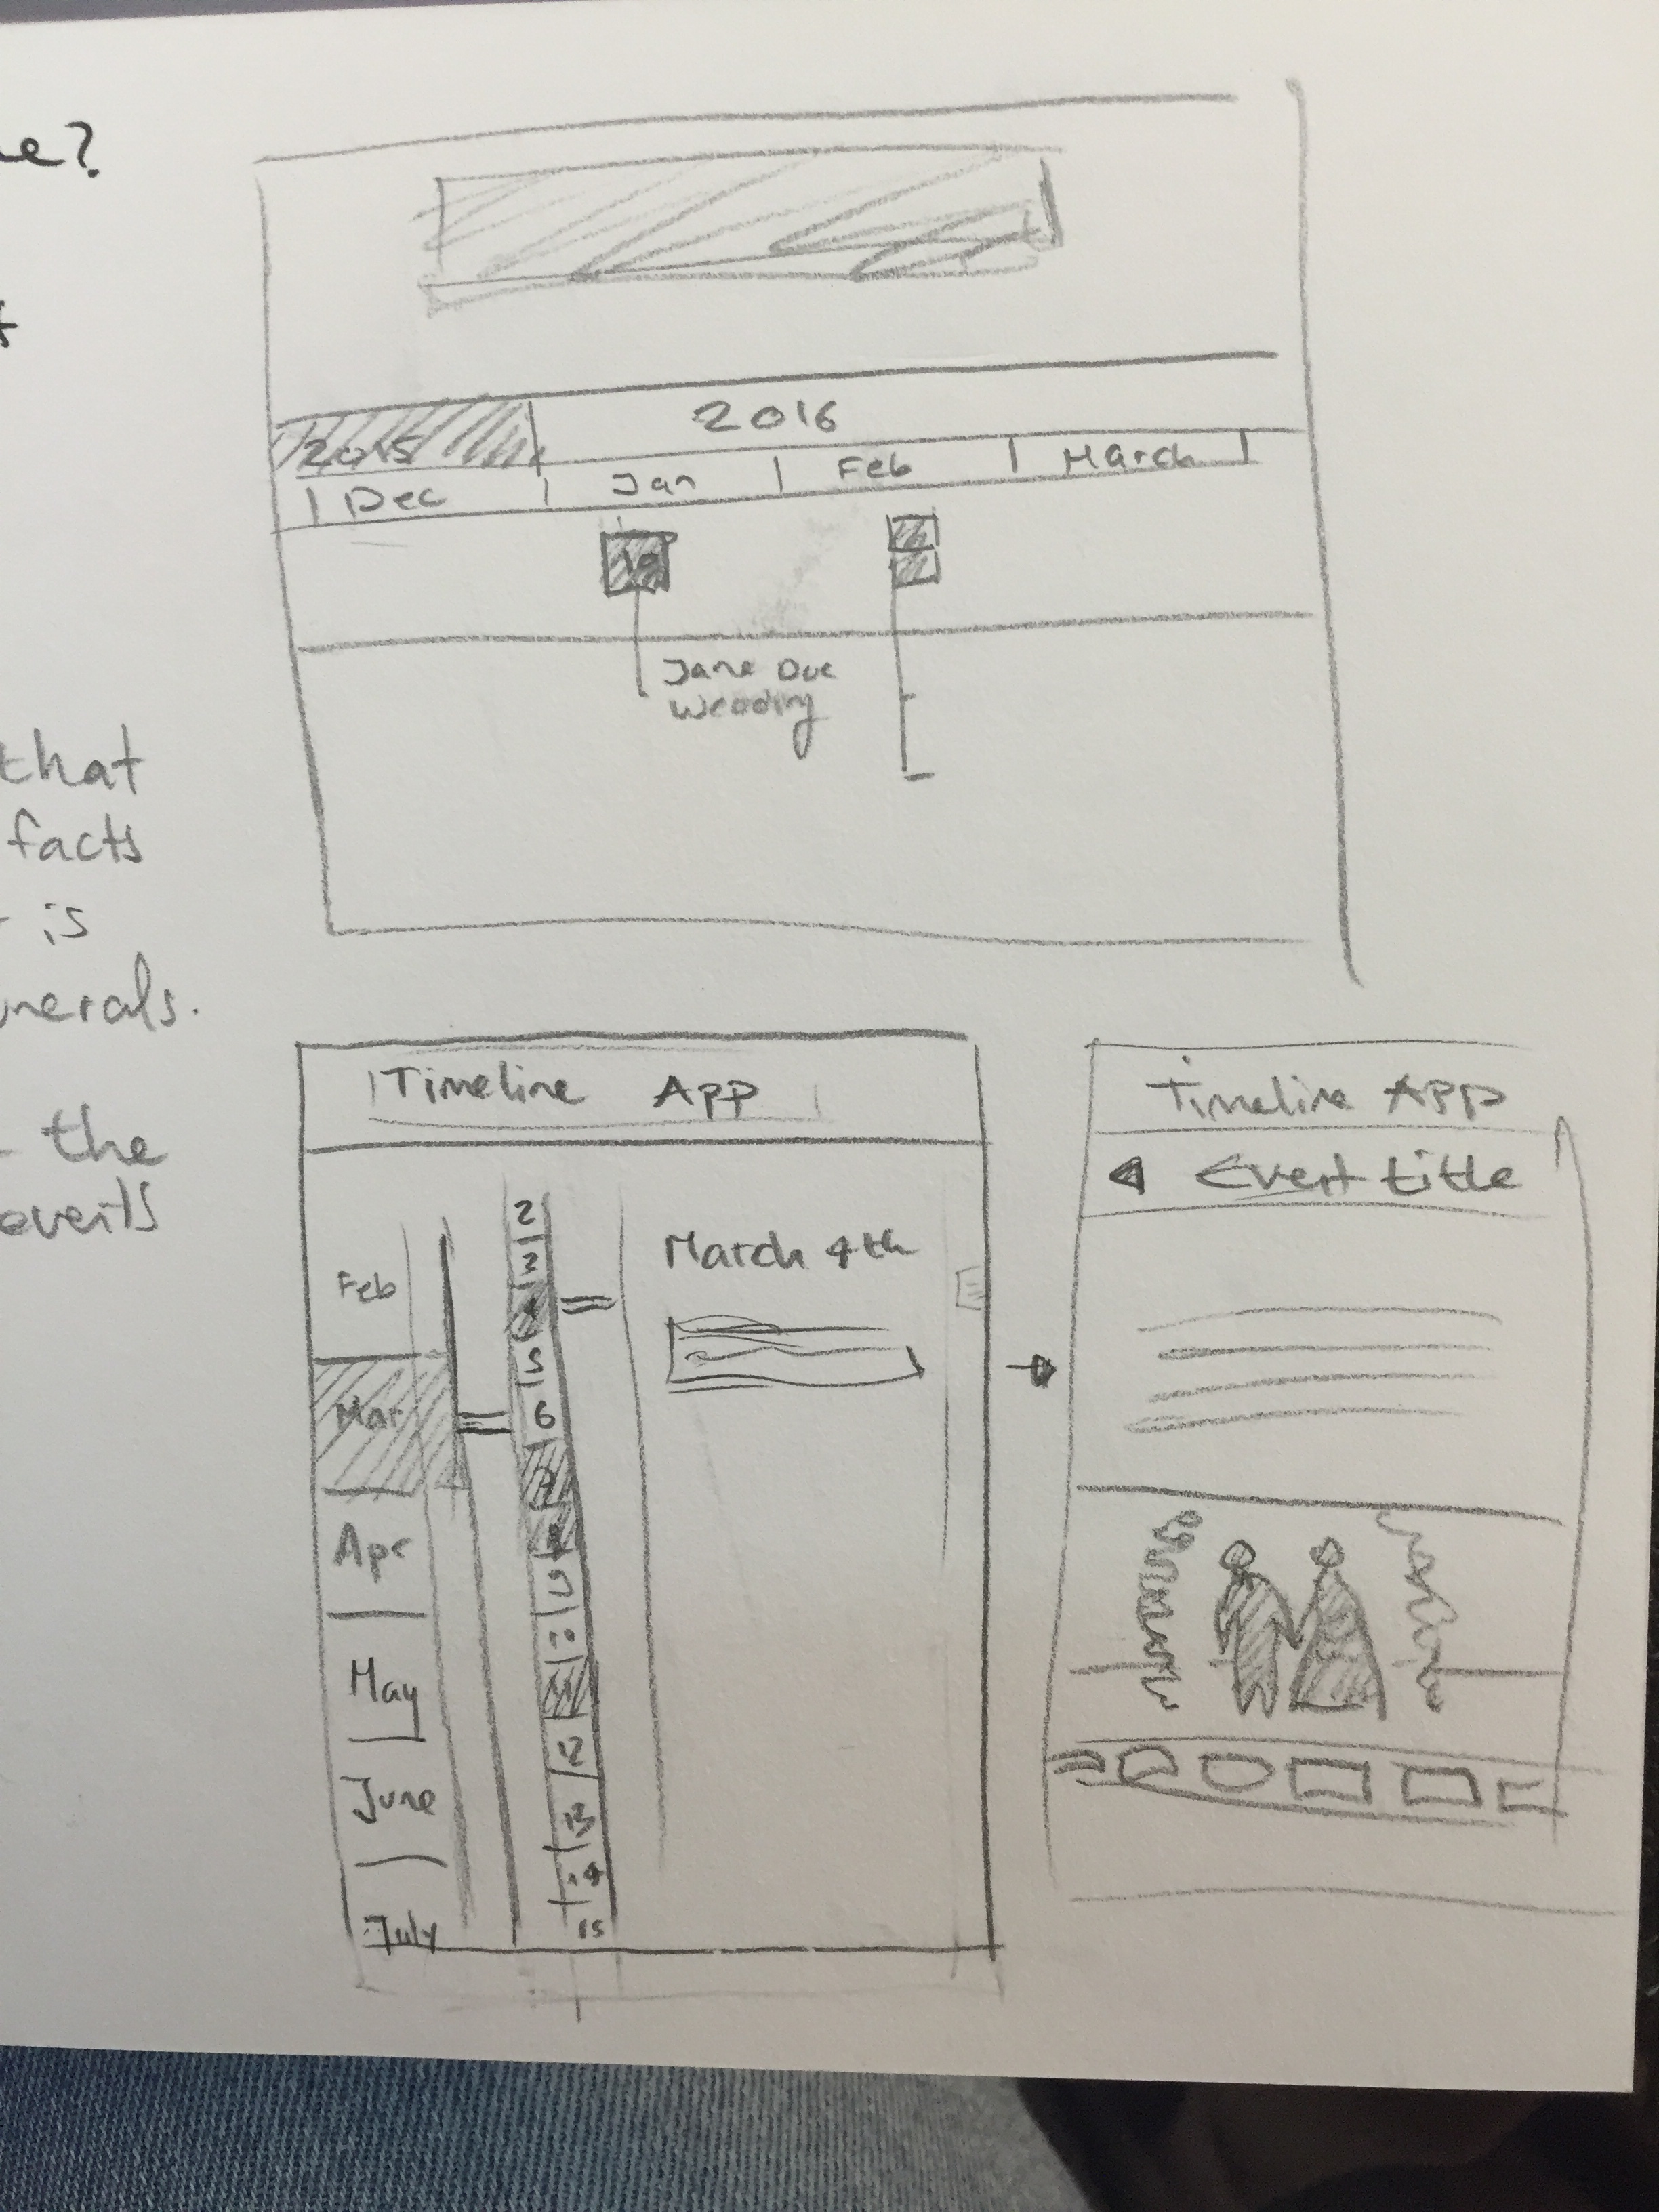 e?
that
facts
is
nerals.
the
events
2015
2016
Dec
Jan
Feb
March
10
Jane Doe
Wedding
Timeline App
Feb
Mar
Apr
May
June
July
2
3
4
5
6
7
8
9
10
11
12
13
14
15
March 4th
Timeline App
Event title